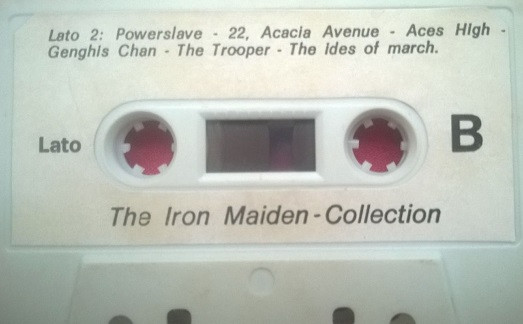 Lato 2: Powerslave - 22, Acacia Avenue - Aces High -
Genghis Chan - The Trooper - The ides of march.
Lato
B
The Iron Maiden - Collection